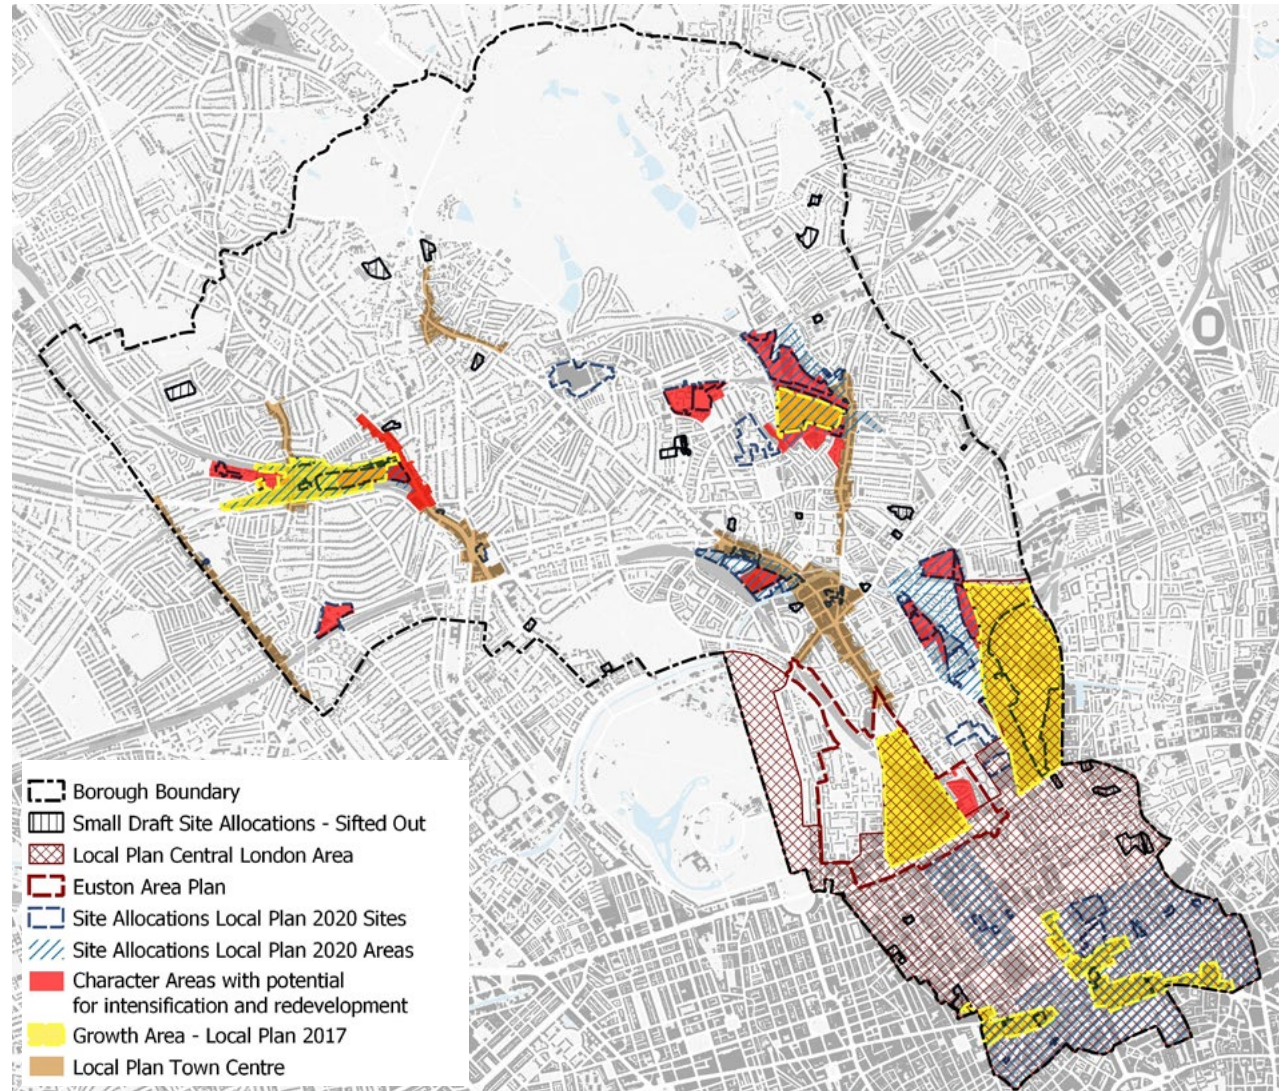 Borough Boundary
Small Draft Site Allocations - Sifted Out
Local Plan Central London Area
Euston Area Plan
Site Allocations Local Plan 2020 Sites
Site Allocations Local Plan 2020 Areas
Character Areas with potential
for intensification and redevelopment
Growth Area - Local Plan 2017
Local Plan Town Centre